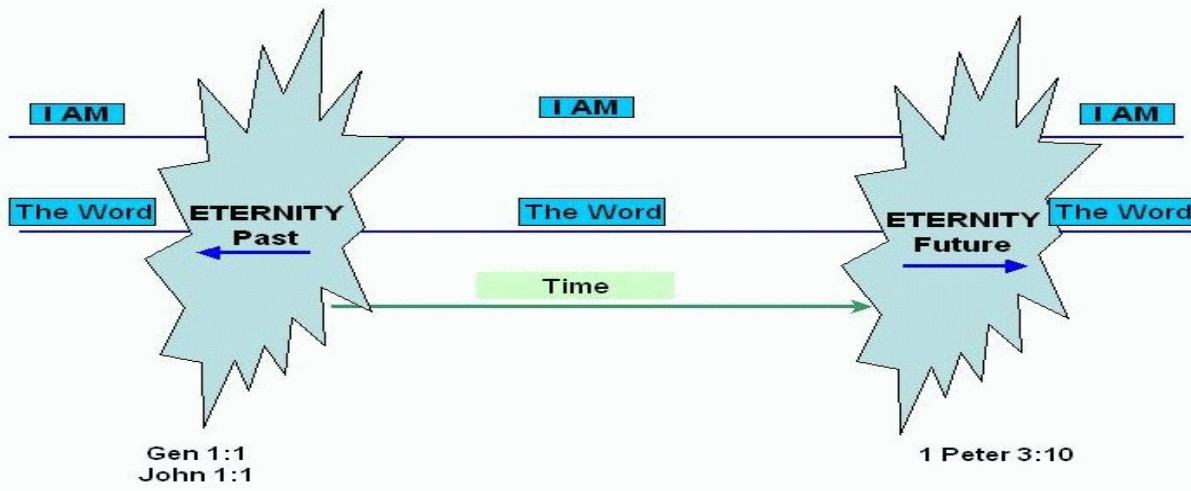 I AM
I AM
I AM
The Word
ETERNITY
Past
The Word
ETERNITY
Future
The Word
Time
Gen 1:1
John 1:1
1 Peter 3:10